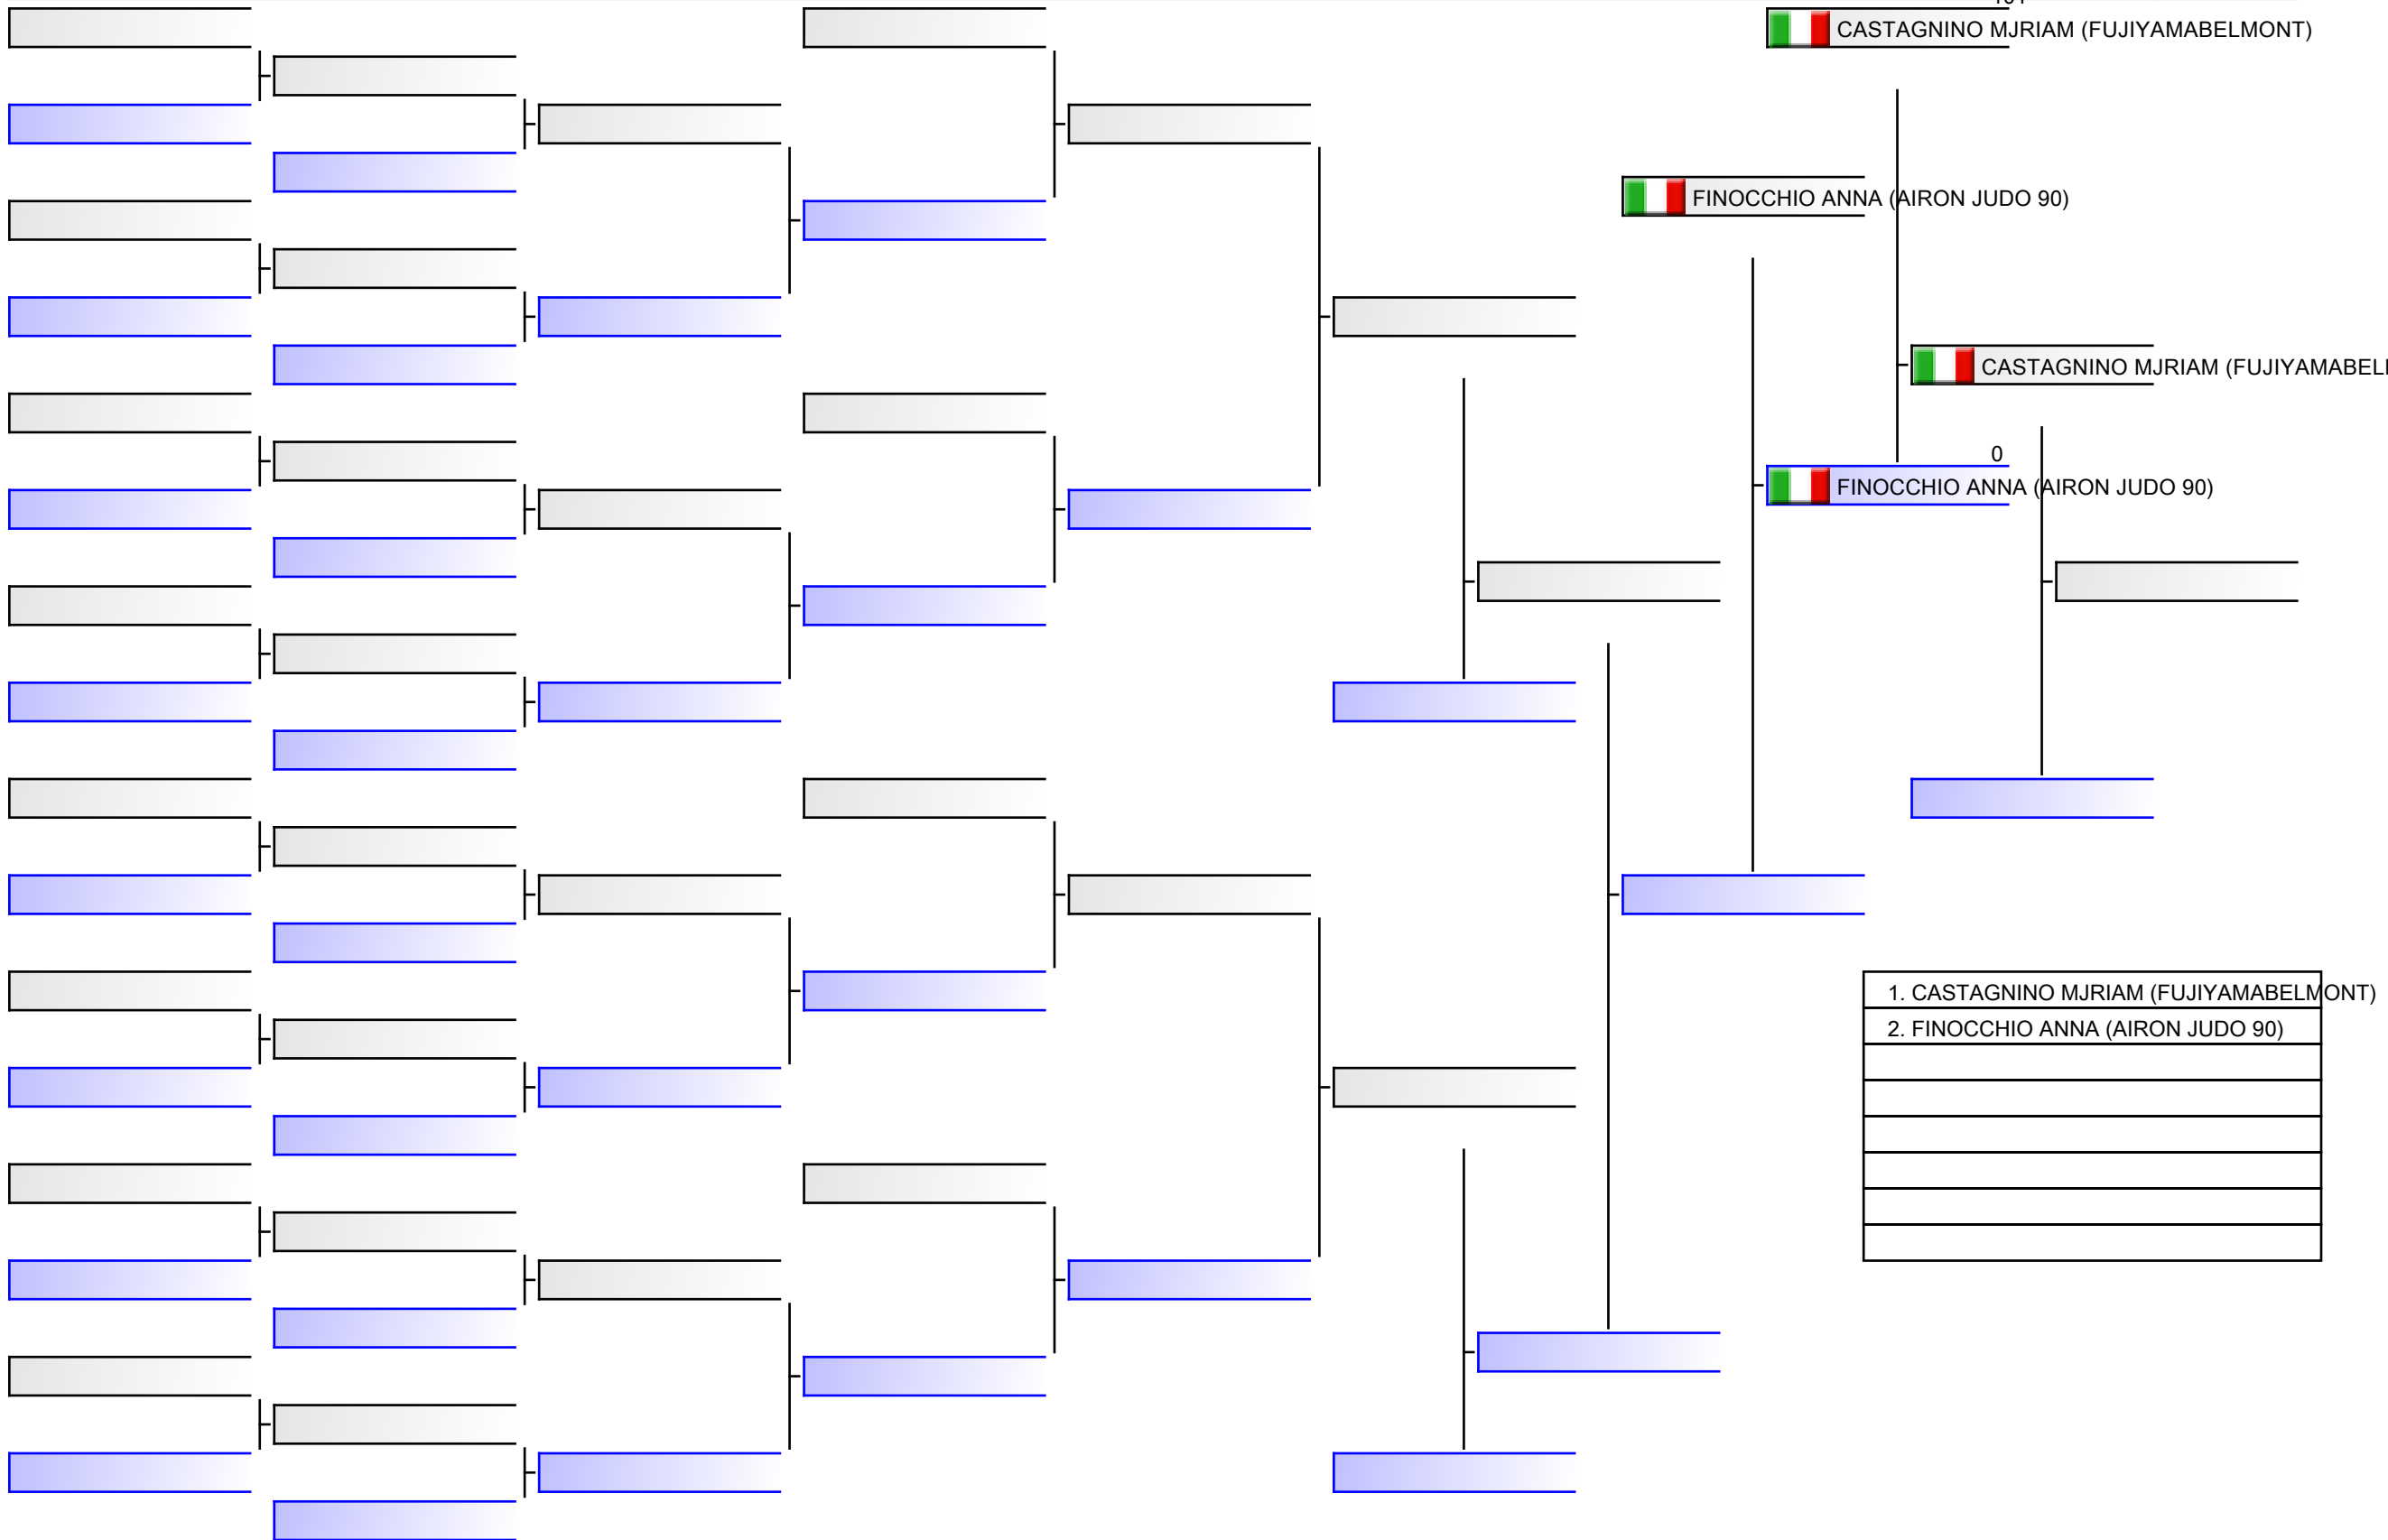 CASTAGNINO MJRIAM (FUJIYAMABELMONT)
FINOCCHIO ANNA (AIRON JUDO 90)
CASTAGNINO MJRIAM (FUJIYAMABEL
0
FINOCCHIO ANNA (AIRON JUDO 90)
1. CASTAGNINO MJRIAM (FUJIYAMABELMONT)
2. FINOCCHIO ANNA (AIRON JUDO 90)